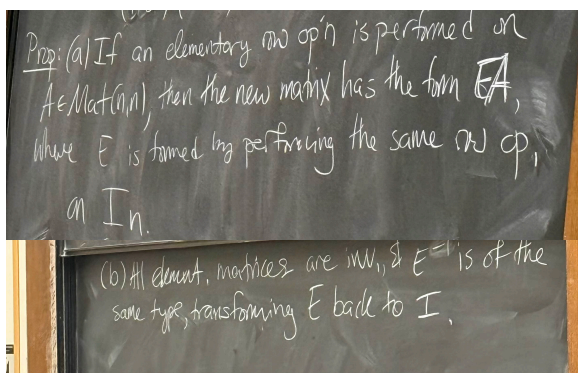 Prop: (a) If an elementary row op'n is performed on
A ∈ Mat(n,n), then the new matrix has the form EA,
where E is formed by performing the same row op.
on In.
(b) All element. matrices are inv., & E⁻¹ is of the
same type, transforming E back to I.